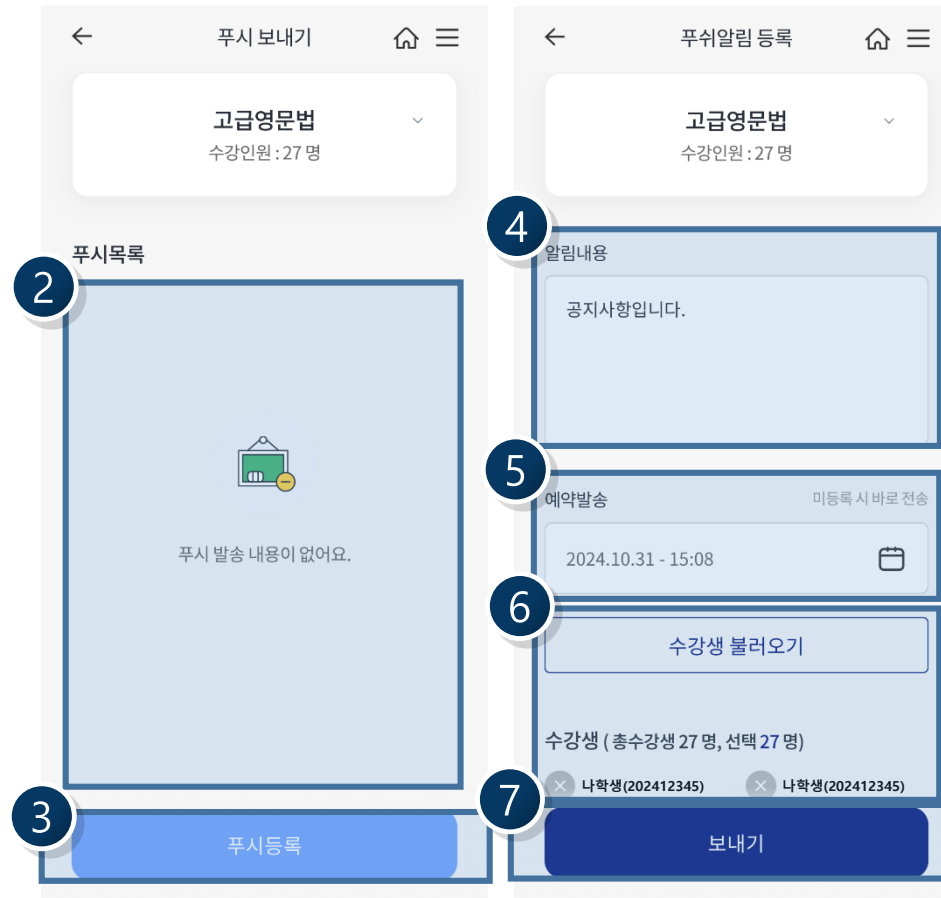 푸시 보내기
고급영문법
수강인원 : 27 명
푸시목록
2
푸시 발송 내용이 없어요.
3
푸시등록
푸쉬알림 등록
고급영문법
수강인원 : 27 명
4
알림내용
공지사항입니다.
5
예약발송 미등록 시 바로 전송
2024.10.31 - 15:08
6
수강생 불러오기
수강생 ( 총수강생 27 명, 선택 27 명)
나학생(202412345) 나학생(202412345)
7
보내기